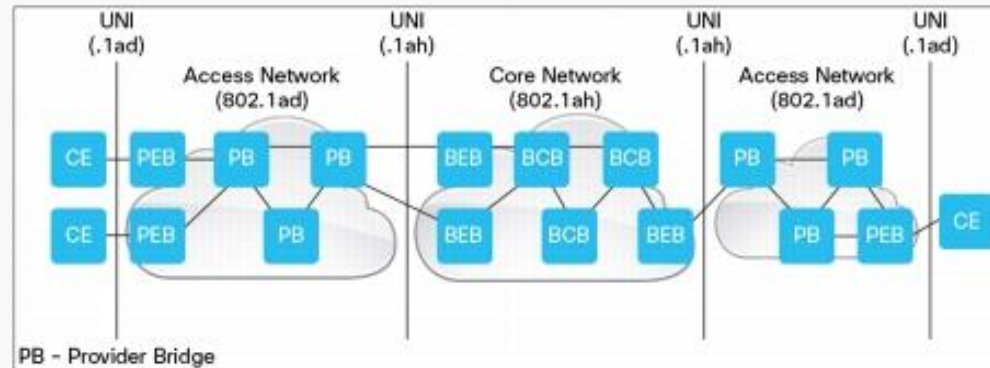 UNI UNI UNI UNI
(.1ad) (.1ah) (.1ah) (.1ad)
Access Network Core Network Access Network
(802.1ad) (802.1ah) (802.1ad)
CE PEB PB PB BEB BCB BCB PB PB
CE PEB PB BEB BCB BEB PB PEB CE
PB - Provider Bridge